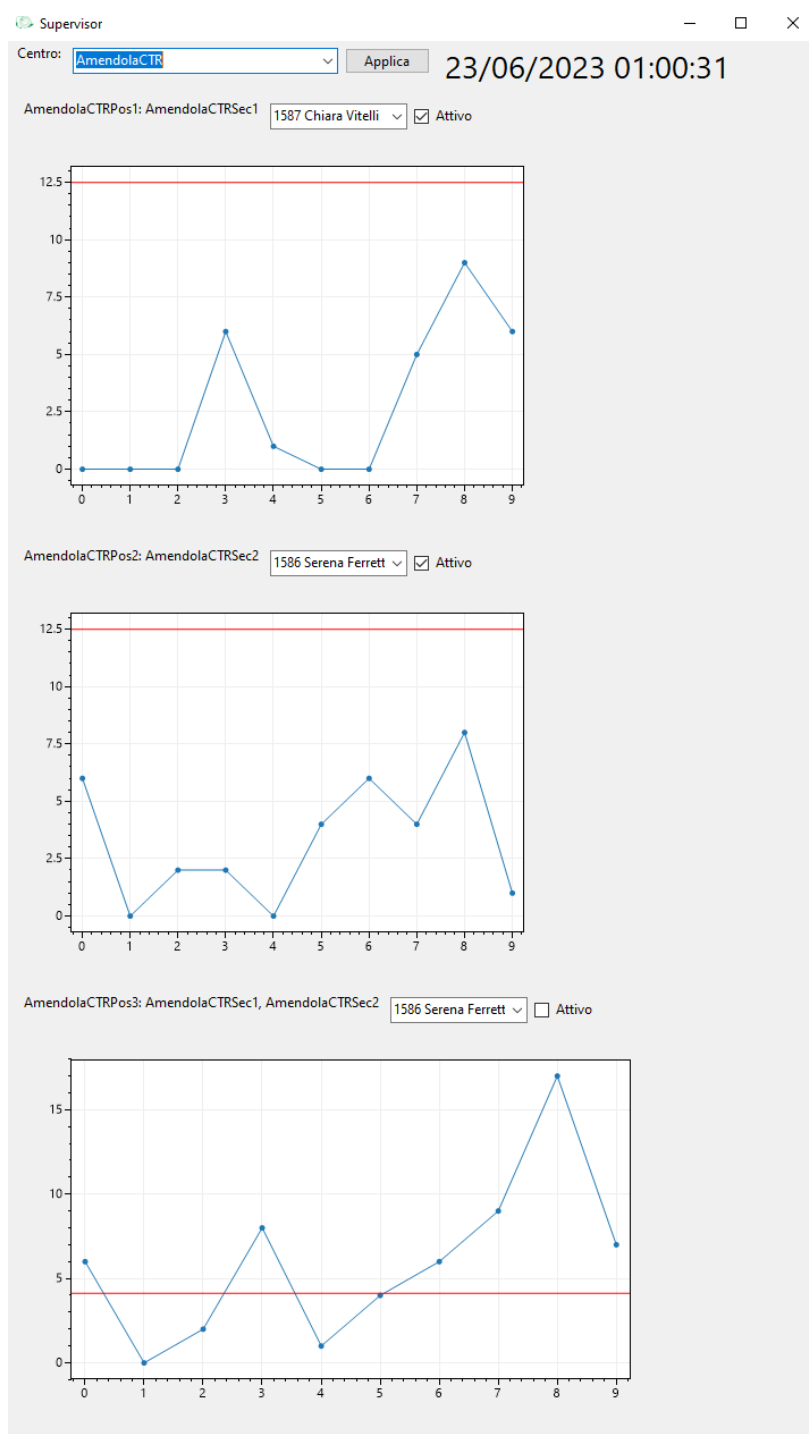 Supervisor
Centro: AmendolaCTR Applica 23/06/2023 01:00:31
AmendolaCTRPos1: AmendolaCTRSec1 1587 Chiara Vitelli Attivo
12.5
10
7.5
5
2.5
0
0 1 2 3 4 5 6 7 8 9
AmendolaCTRPos2: AmendolaCTRSec2 1586 Serena Ferrett Attivo
12.5
10
7.5
5
2.5
0
0 1 2 3 4 5 6 7 8 9
AmendolaCTRPos3: AmendolaCTRSec1, AmendolaCTRSec2 1586 Serena Ferrett Attivo
15
10
5
0
0 1 2 3 4 5 6 7 8 9